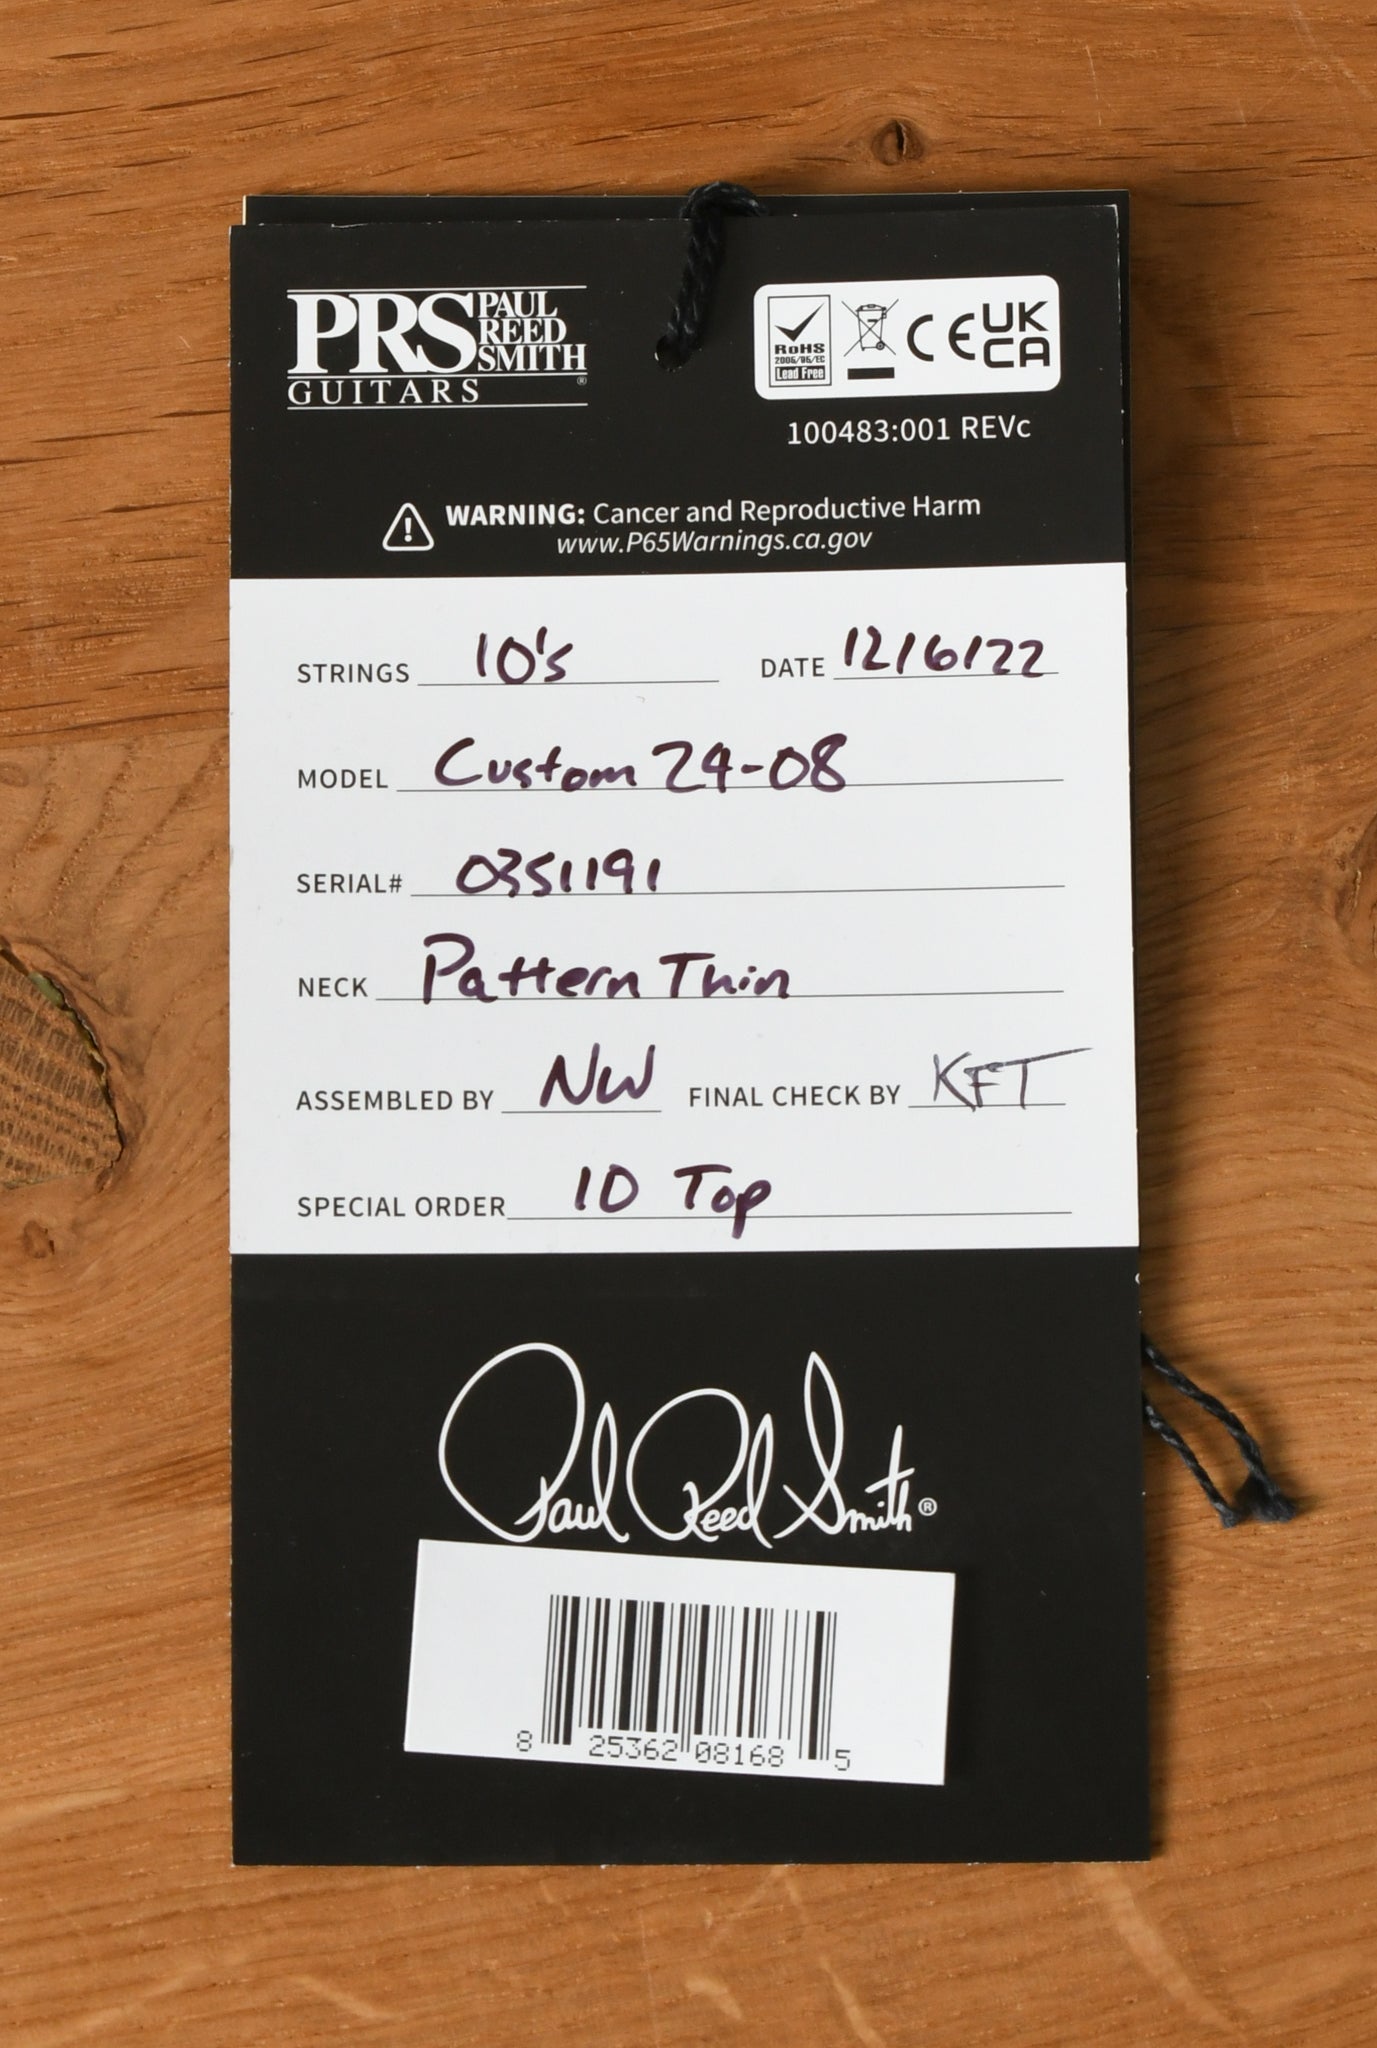 PRS PAUL REED SMITH
GUITARS ®
RoHS
2006/95/EC
Lead Free
CE
UK
CA
100483:001 REVc
WARNING: Cancer and Reproductive Harm
www.P65Warnings.ca.gov
STRINGS 10's DATE 12/6/22
MODEL Custom 24-08
SERIAL# 0351191
NECK Pattern Thin
ASSEMBLED BY NW FINAL CHECK BY KFT
SPECIAL ORDER 10 Top
Paul Reed Smith®
8 25362 08168 5